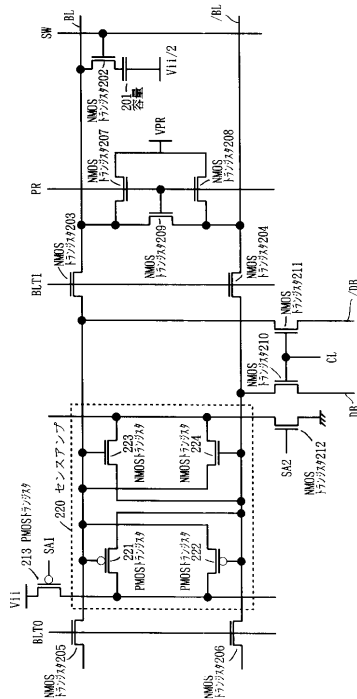 BL
/BL
SW
NMOS
トランジスタ202
201
容量
Vii/2
PR
NMOS
トランジスタ207
VPR
NMOS
トランジスタ208
NMOS
トランジスタ209
BLT1
NMOS
トランジスタ203
NMOS
トランジスタ204
NMOS
トランジスタ211
/DB
NMOS
トランジスタ210
CL
DB
220 センスアンプ
223
NMOSトランジスタ
224
NMOSトランジスタ
SA2
NMOS
トランジスタ212
213 PMOSトランジスタ
SA1
Vii
221
PMOSトランジスタ
222
PMOSトランジスタ
BLT0
NMOS
トランジスタ205
NMOS
トランジスタ206